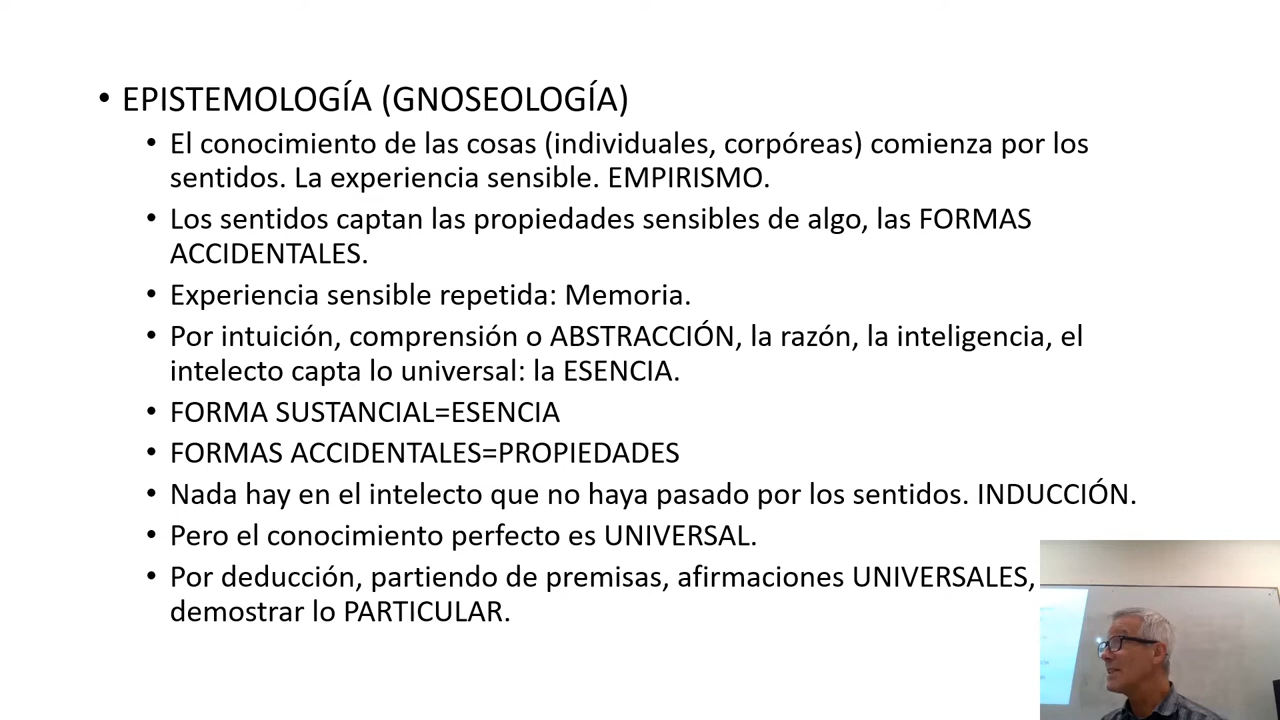 • EPISTEMOLOGÍA (GNOSEOLOGÍA)
• El conocimiento de las cosas (individuales, corpóreas) comienza por los
sentidos. La experiencia sensible. EMPIRISMO.
• Los sentidos captan las propiedades sensibles de algo, las FORMAS
ACCIDENTALES.
• Experiencia sensible repetida: Memoria.
• Por intuición, comprensión o ABSTRACCIÓN, la razón, la inteligencia, el
intelecto capta lo universal: la ESENCIA.
• FORMA SUSTANCIAL=ESENCIA
• FORMAS ACCIDENTALES=PROPIEDADES
• Nada hay en el intelecto que no haya pasado por los sentidos. INDUCCIÓN.
• Pero el conocimiento perfecto es UNIVERSAL.
• Por deducción, partiendo de premisas, afirmaciones UNIVERSALES,
demostrar lo PARTICULAR.